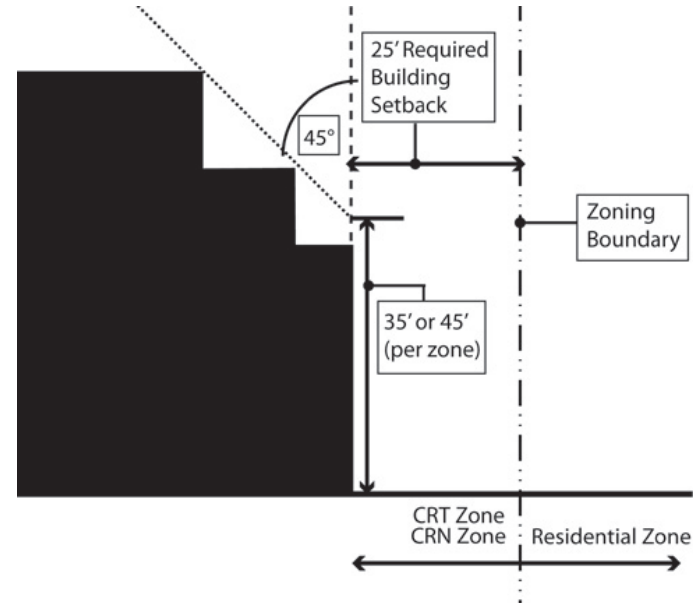 25' Required
Building
Setback
45°
Zoning
Boundary
35' or 45'
(per zone)
CRT Zone
CRN Zone
Residential Zone